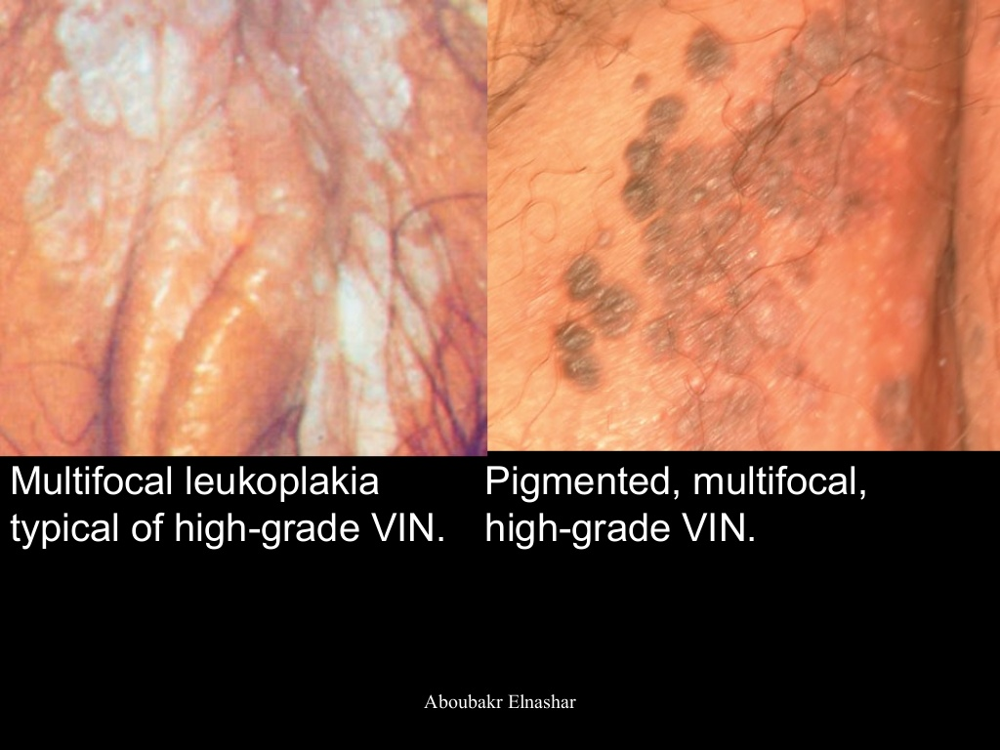 Multifocal leukoplakia
typical of high-grade VIN.
Pigmented, multifocal,
high-grade VIN.
Aboubakr Elnashar